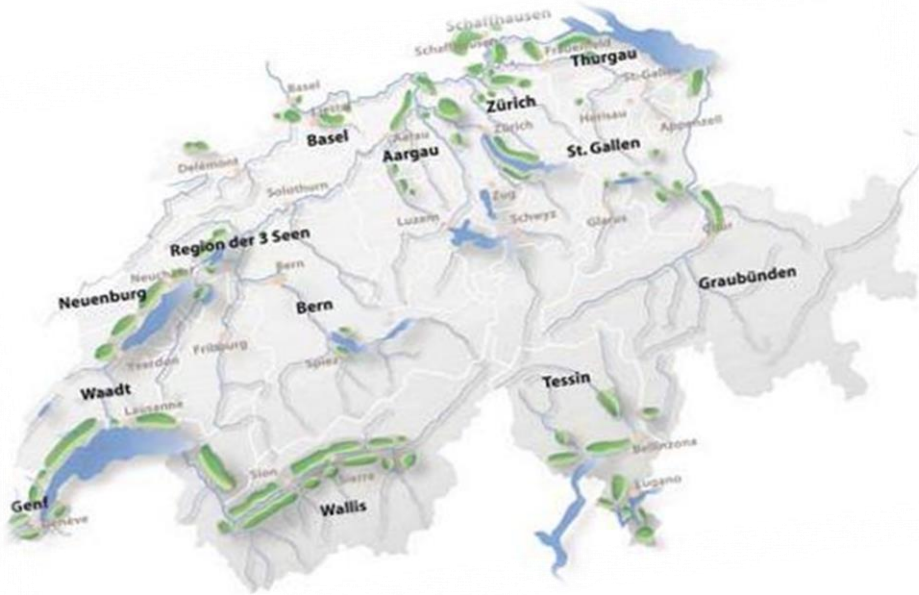 Schaffhausen
Schaffhausen
Frauenfeld
Thurgau
St. Gallen
Basel
Liestal
Basel
Zürich
Zürich
Herisau
Appenzell
Aarau
Aargau
St. Gallen
Delémont
Solothurn
Zug
Luzern
Schwyz
Glarus
Chur
Region der 3 Seen
Neuchâtel
Bern
Graubünden
Neuenburg
Bern
Yverdon
Fribourg
Spiez
Tessin
Waadt
Lausanne
Bellinzona
Sion
Sierre
Lugano
Genf
Genève
Wallis